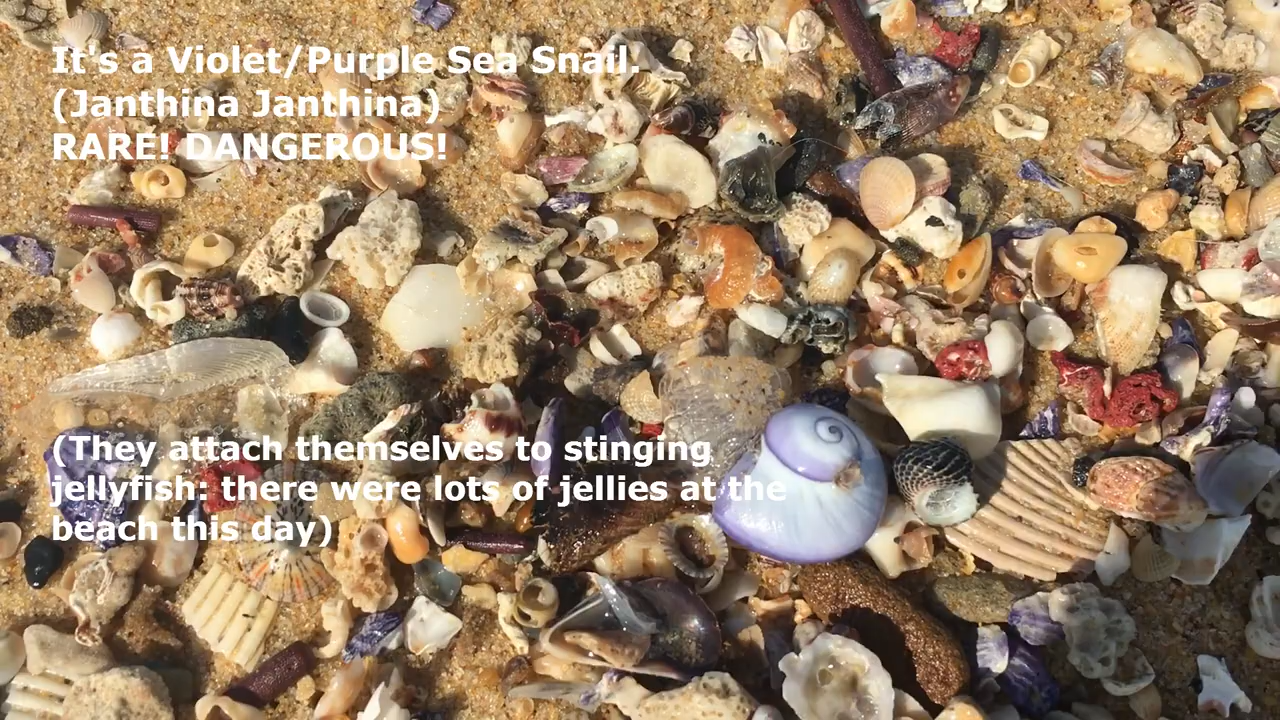 It's a Violet/Purple Sea Snail.
(Janthina Janthina)
RARE! DANGEROUS!
(They attach themselves to stinging
jellyfish: there were lots of jellies at the
beach this day)